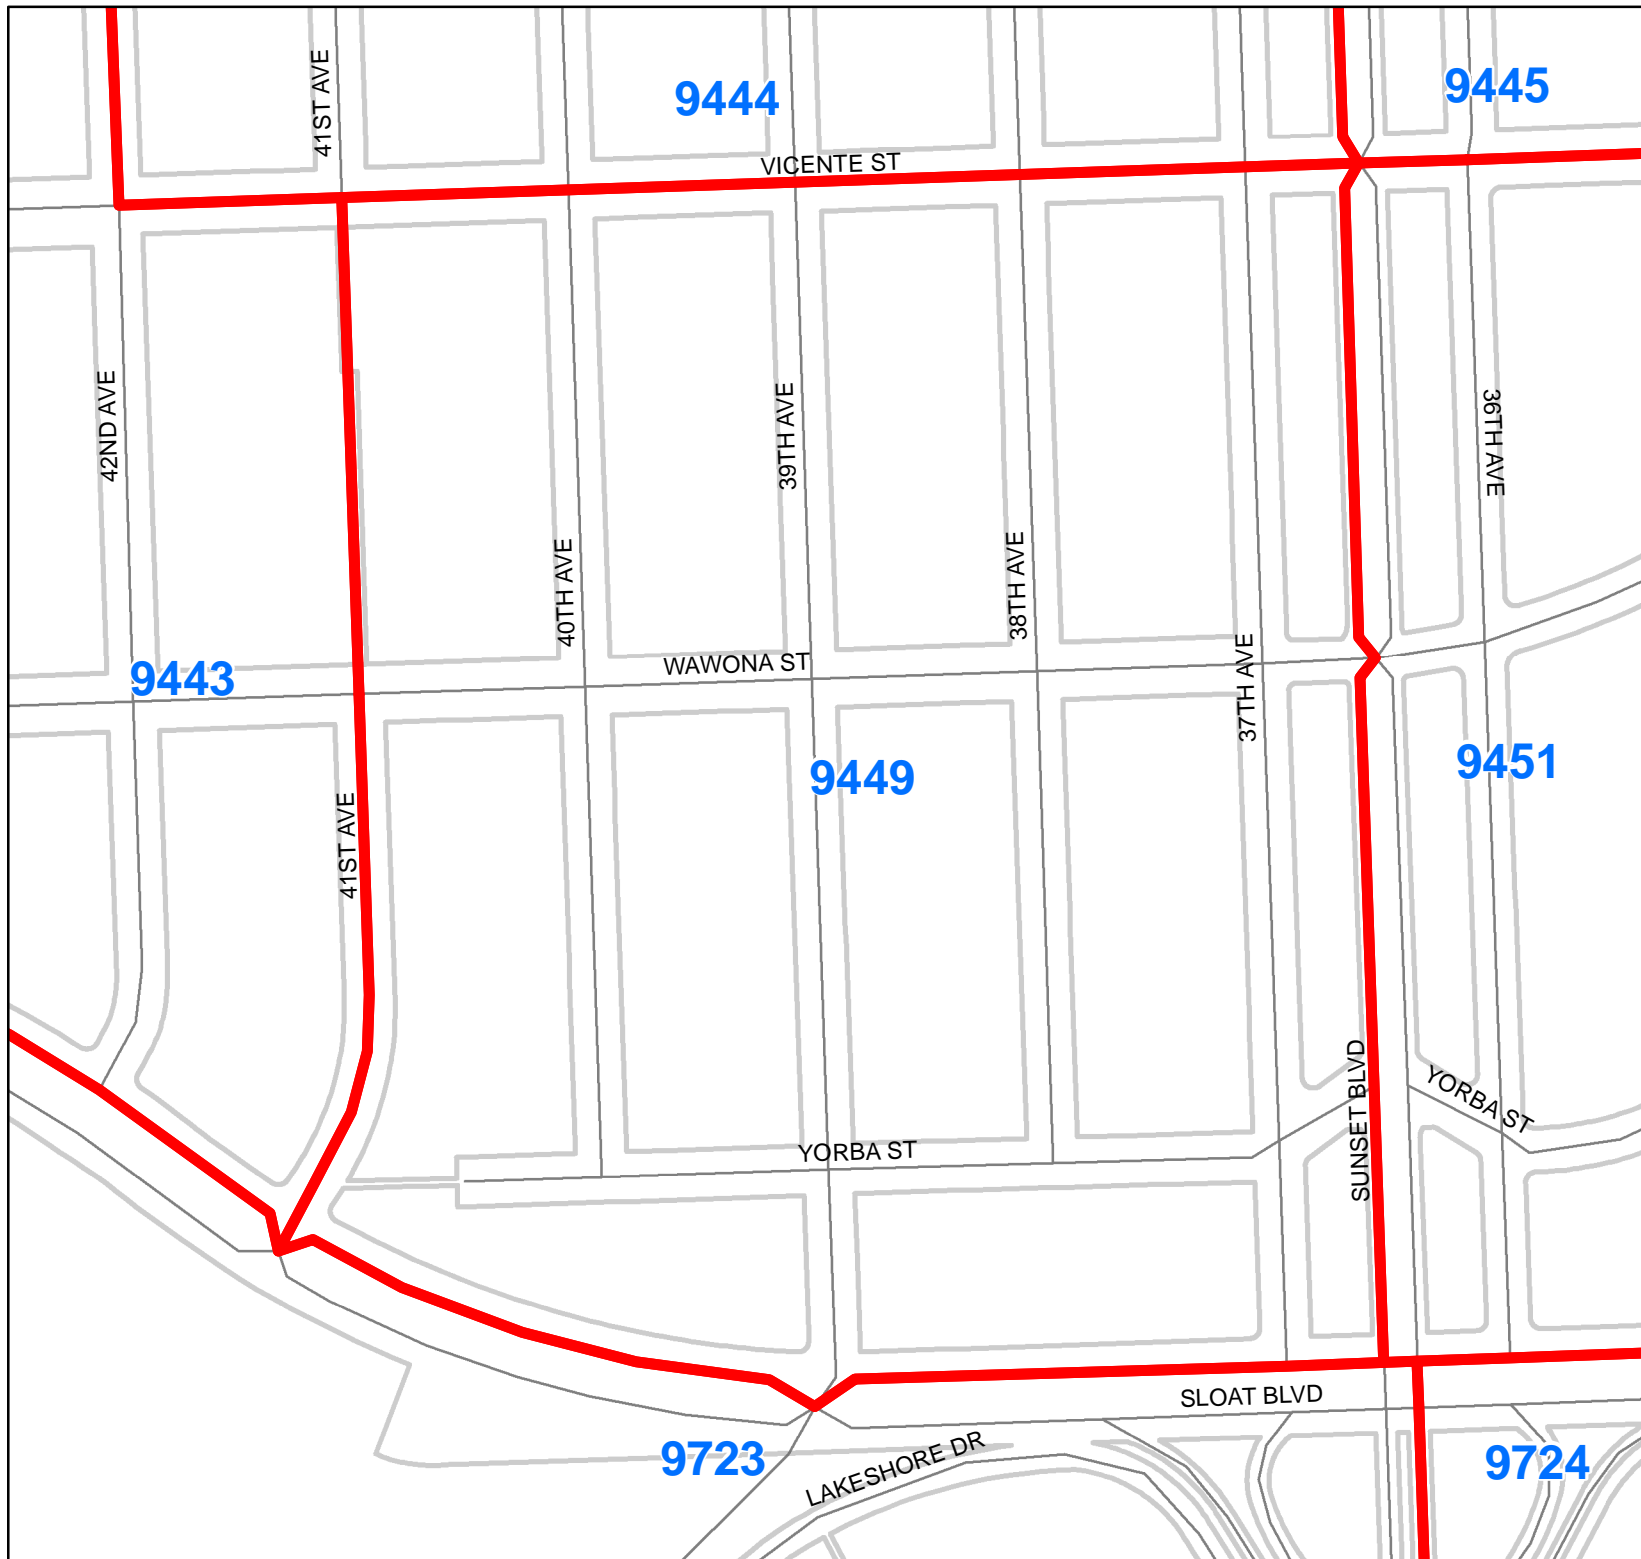 41ST AVE
9444
9445
VICENTE ST
42ND AVE
39TH AVE
36TH AVE
40TH AVE
38TH AVE
WAWONA ST
9443
37TH AVE
9449
9451
41ST AVE
SUNSET BLVD
YORBA ST
YORBA ST
SLOAT BLVD
9723
LAKESHORE DR
9724